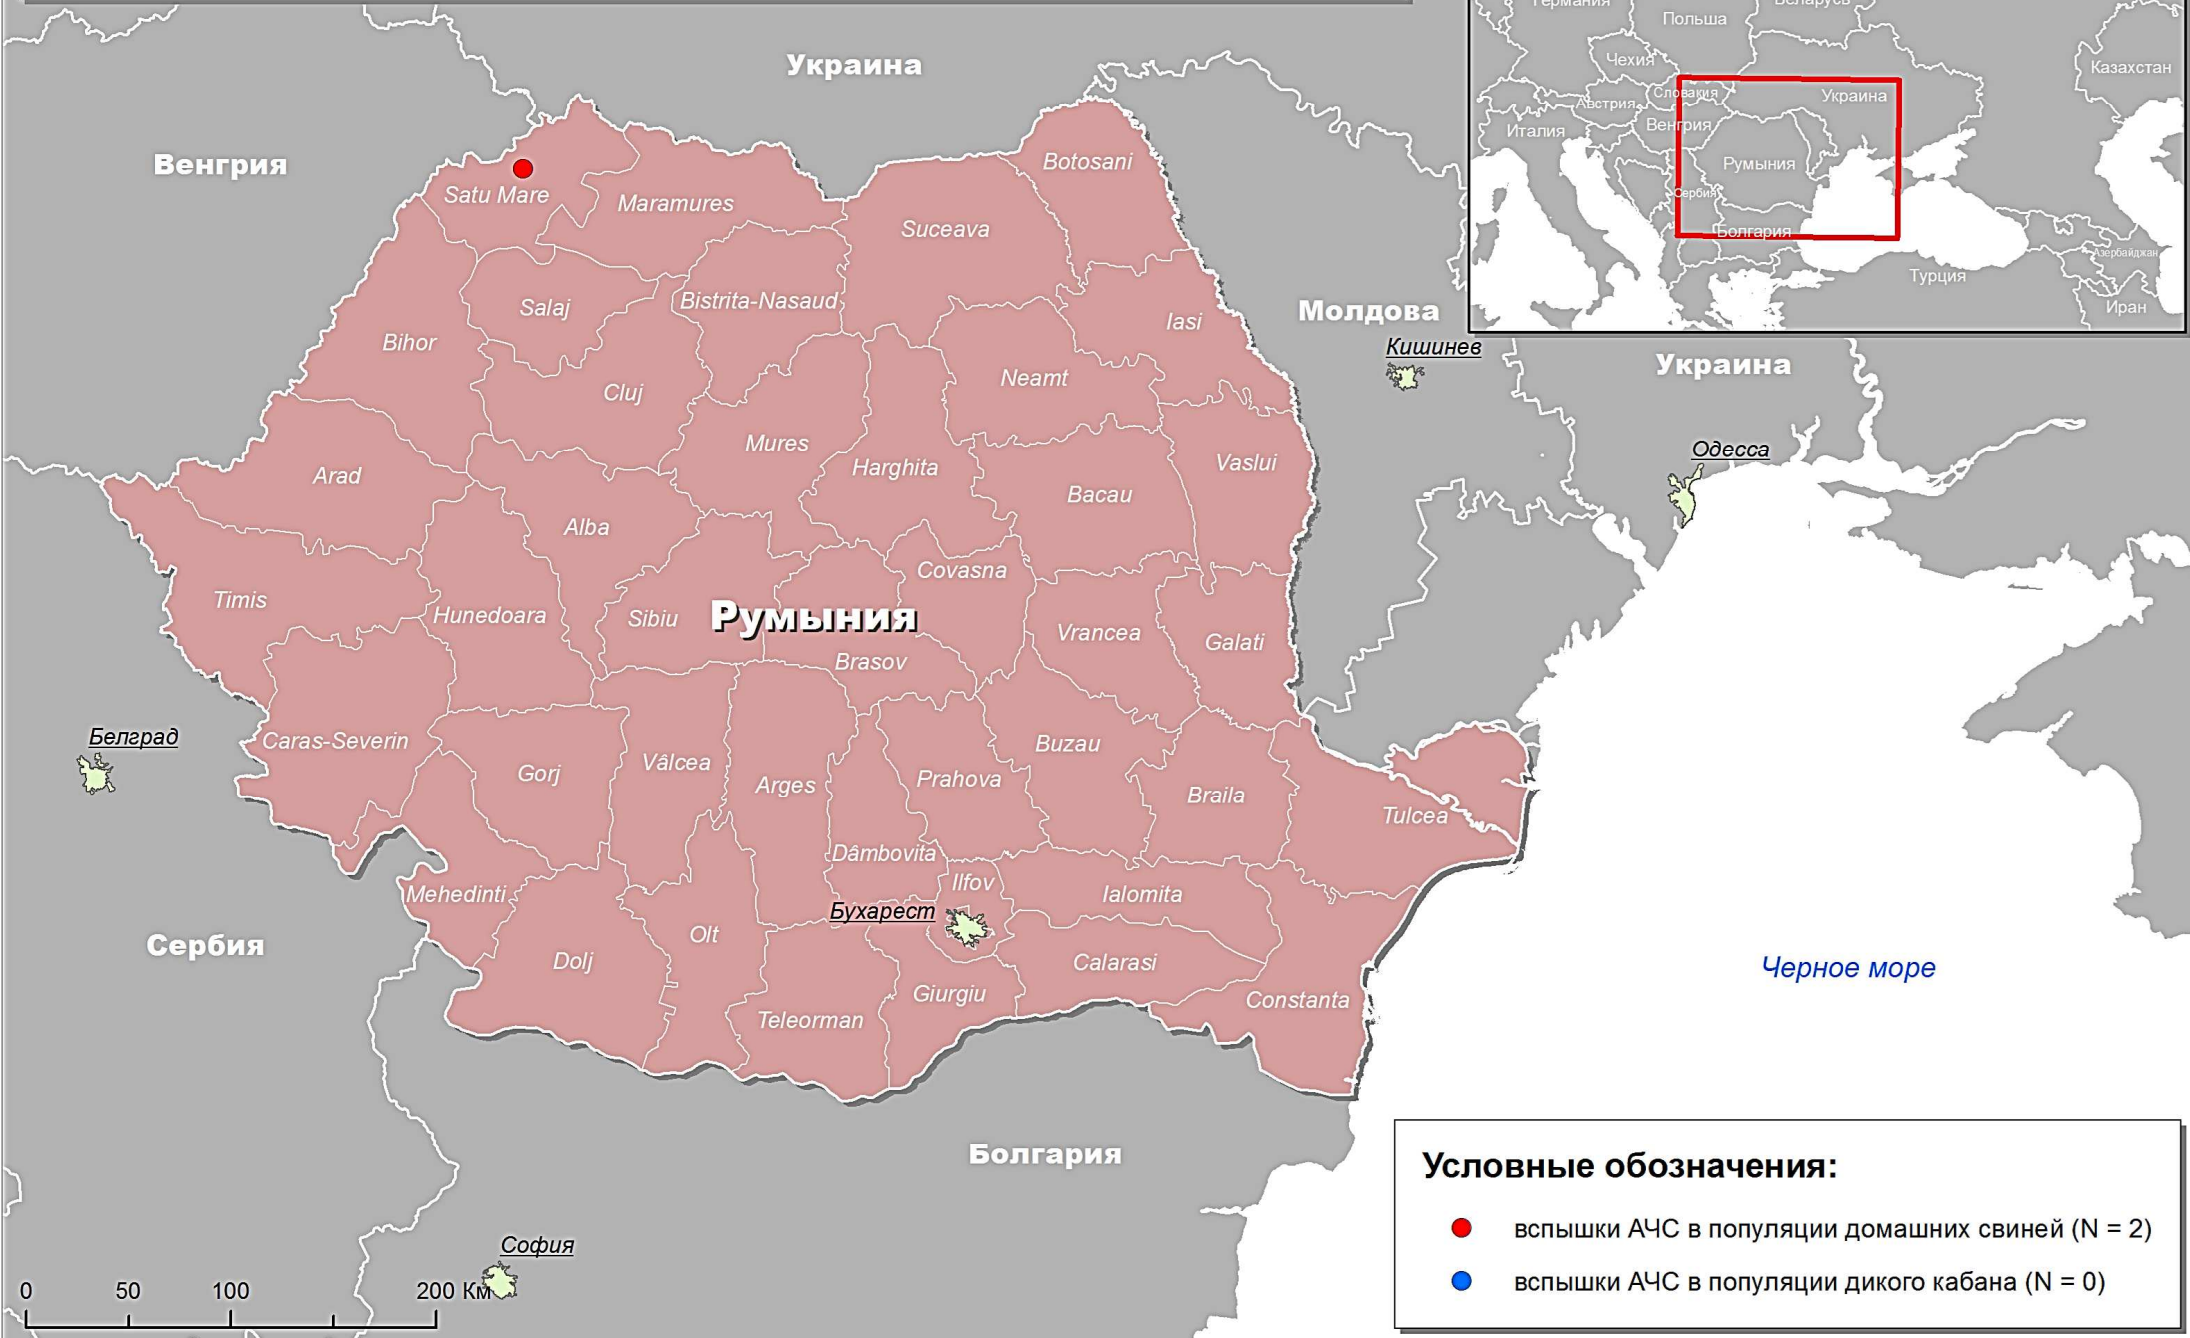 Германия
Польша
Беларусь
Чехия
Казахстан
Словакия
Австрия
Украина
Италия
Венгрия
Румыния
Сербия
Болгария
Азербайджан
Турция
Иран
Украина
Венгрия
Молдова
Кишинев
Украина
Одесса
Satu Mare
Maramures
Botosani
Suceava
Salaj
Bistrita-Nasaud
Iasi
Bihor
Cluj
Neamt
Arad
Mures
Harghita
Vaslui
Bacau
Alba
Covasna
Timis
Hunedoara
Sibiu
Румыния
Vrancea
Galati
Brasov
Белград
Caras-Severin
Gorj
Vâlcea
Arges
Prahova
Buzau
Braila
Tulcea
Dâmbovita
Mehedinti
Ilfov
Ialomita
Бухарест
Сербия
Dolj
Olt
Calarasi
Giurgiu
Constanta
Teleorman
Черное море
Болгария
София
0 50 100 200 Км
Условные обозначения:
вспышки АЧС в популяции домашних свиней (N = 2)
вспышки АЧС в популяции дикого кабана (N = 0)